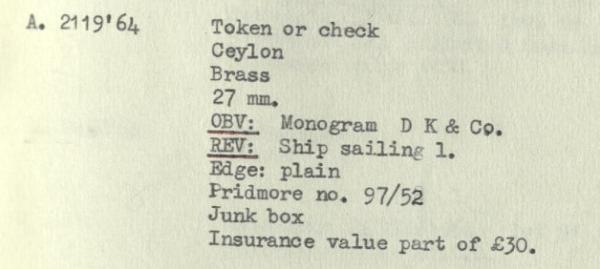 A. 2119'64 Token or check
Ceylon
Brass
27 mm.
OBV: Monogram D K & Co.
REV: Ship sailing l.
Edge: plain
Pridmore no. 97/52
Junk box
Insurance value part of £30.